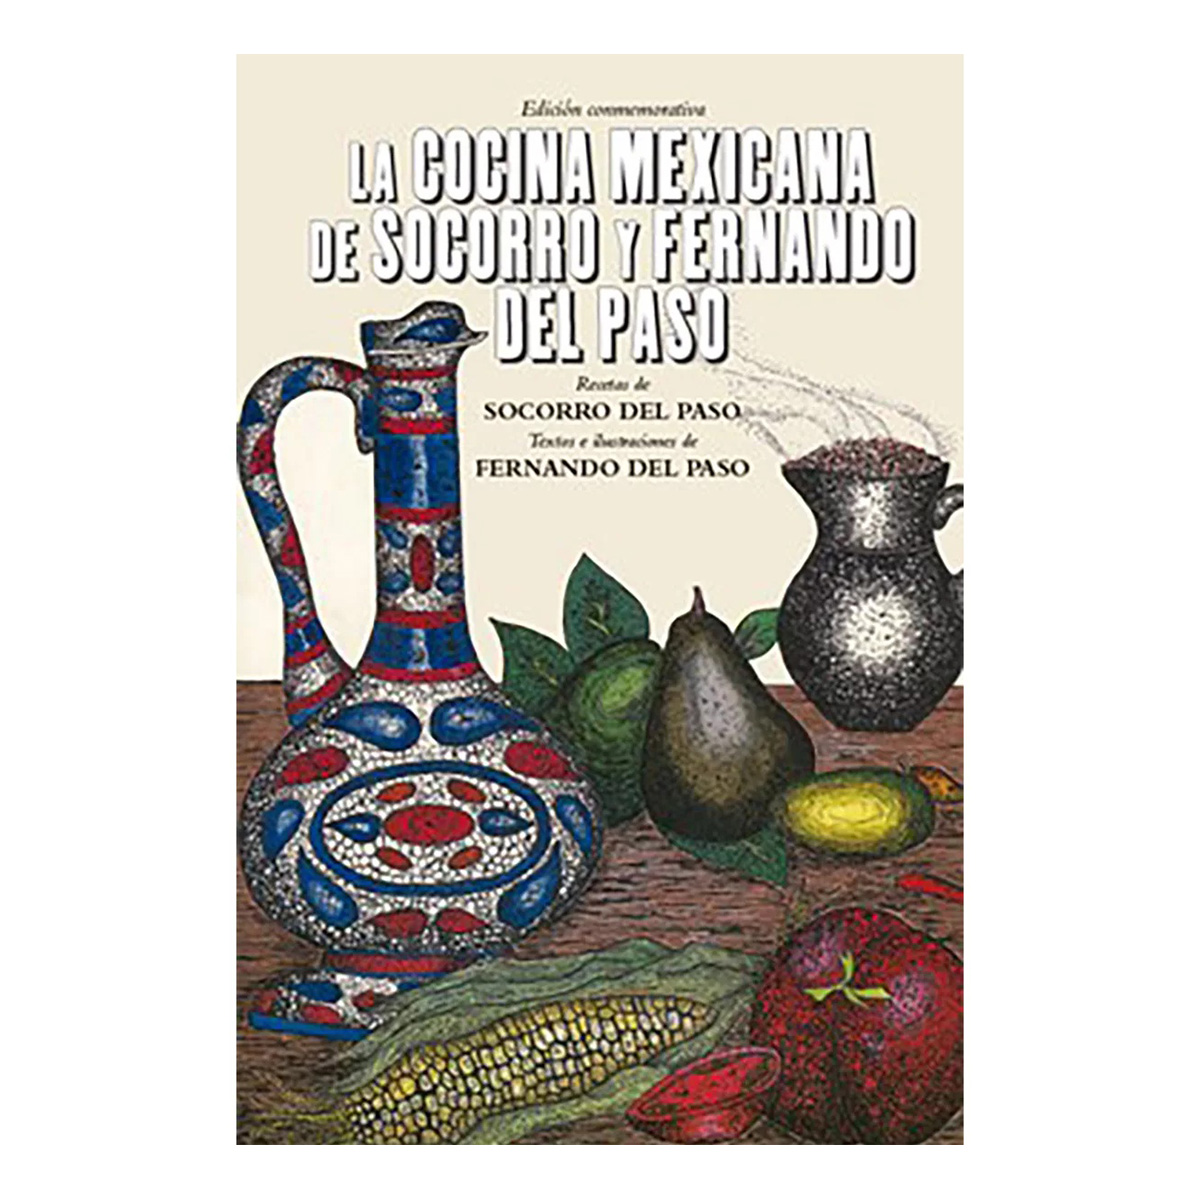 Edición conmemorativa
LA COCINA MEXICANA
DE SOCORRO Y FERNANDO
DEL PASO
Recetas de
SOCORRO DEL PASO
Textos e ilustraciones de
FERNANDO DEL PASO